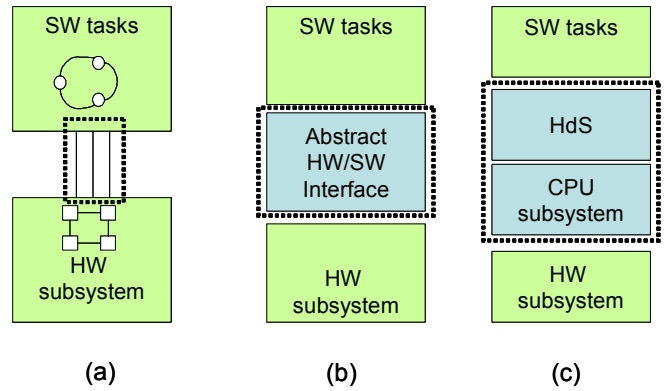 SW tasks
HW
subsystem
(a)
SW tasks
Abstract
HW/SW
Interface
HW
subsystem
(b)
SW tasks
HdS
CPU
subsystem
HW
subsystem
(c)